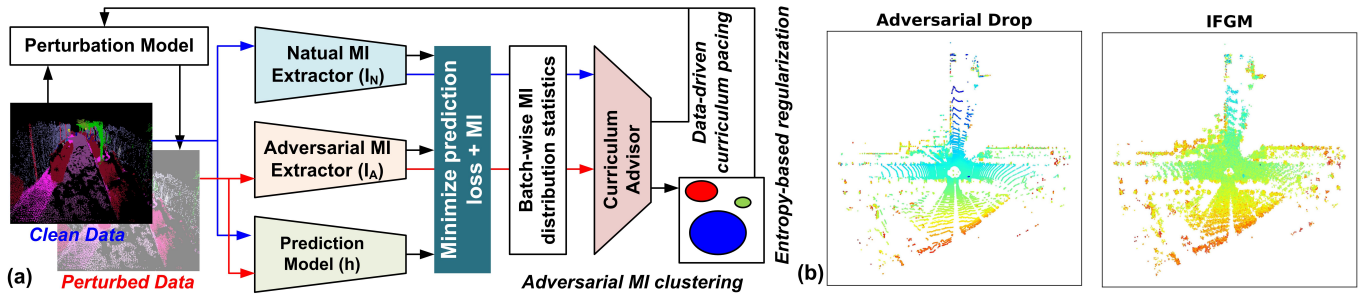 Perturbation Model
Clean Data
Perturbed Data
(a)
Natual MI
Extractor (I_N)
Adversarial MI
Extractor (I_A)
Prediction
Model (h)
Minimize prediction
loss + MI
Batch-wise MI
distribution statistics
Curriculum
Advisor
Data-driven
curriculum pacing
Adversarial MI clustering
Entropy-based regularization
(b)
Adversarial Drop
IFGM